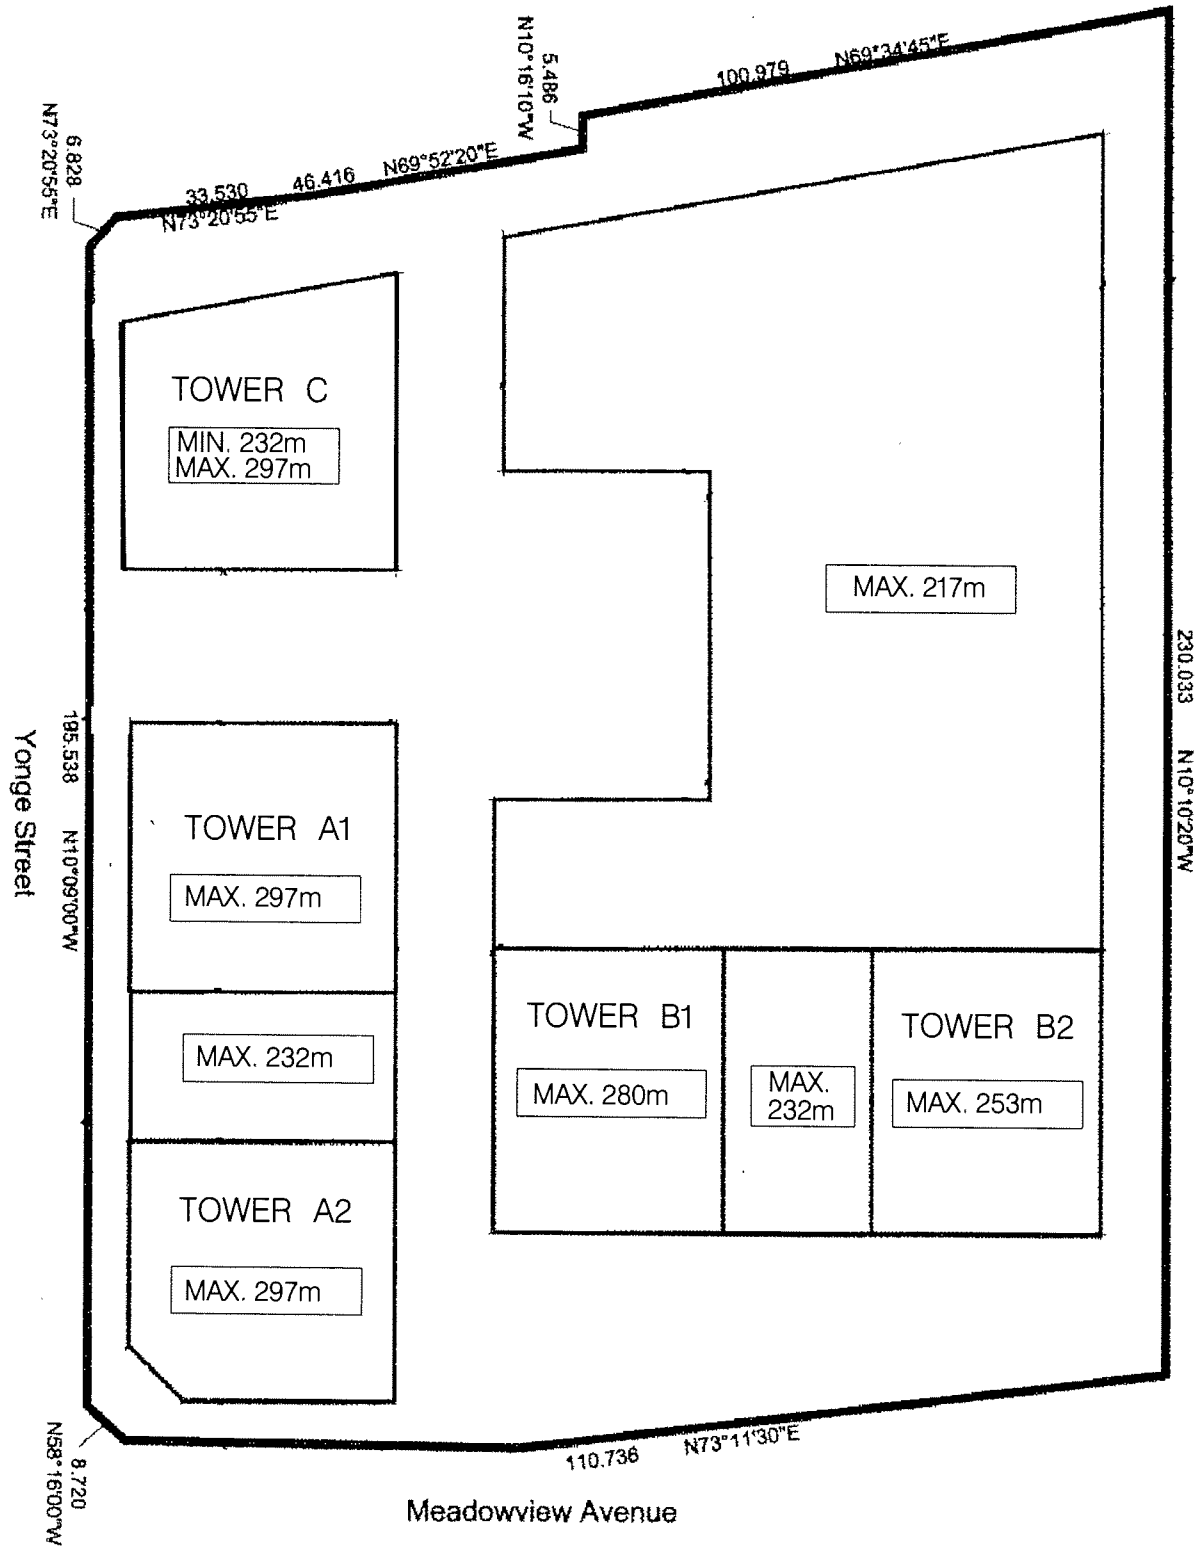 N69°34'45"E
100.979
5.486
N10°16'10"W
N69°52'20"E
46.416
33.530
N73°20'55"E
6.828
N73°20'55"E
TOWER C
MIN. 232m
MAX. 297m
MAX. 217m
230.033 N10°10'20"W
195.538 N10°09'00"W
Yonge Street
TOWER A1
MAX. 297m
MAX. 232m
TOWER A2
MAX. 297m
TOWER B1
MAX. 280m
MAX.
232m
TOWER B2
MAX. 253m
8.720
N58°16'00"W
110.736 N73°11'30"E
Meadowview Avenue